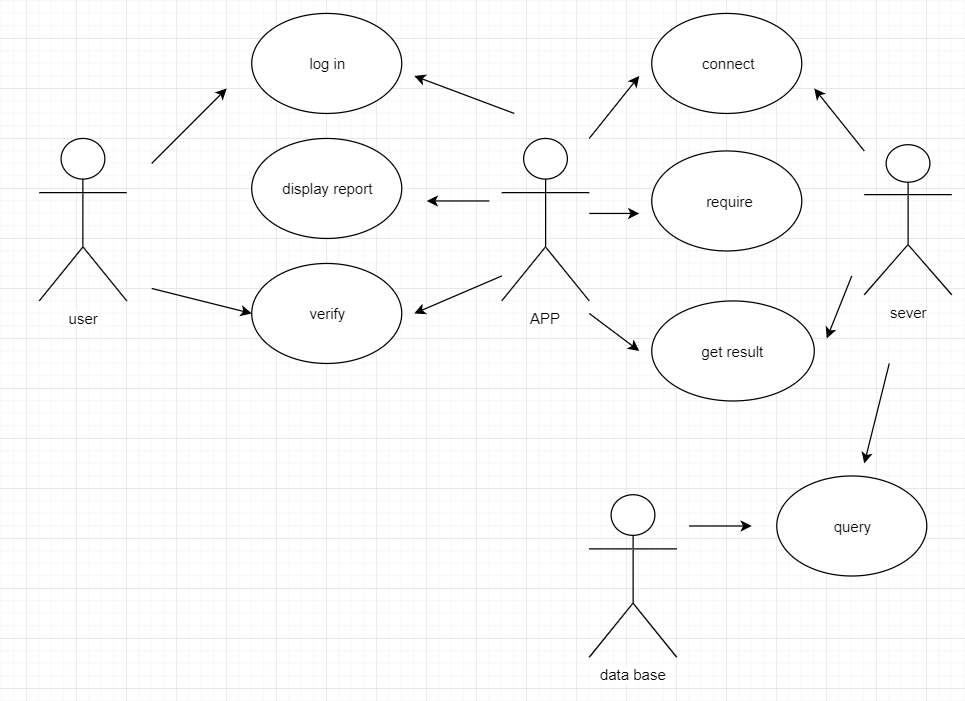 log in
connect
display report
require
user
verify
APP
sever
get result
query
data base